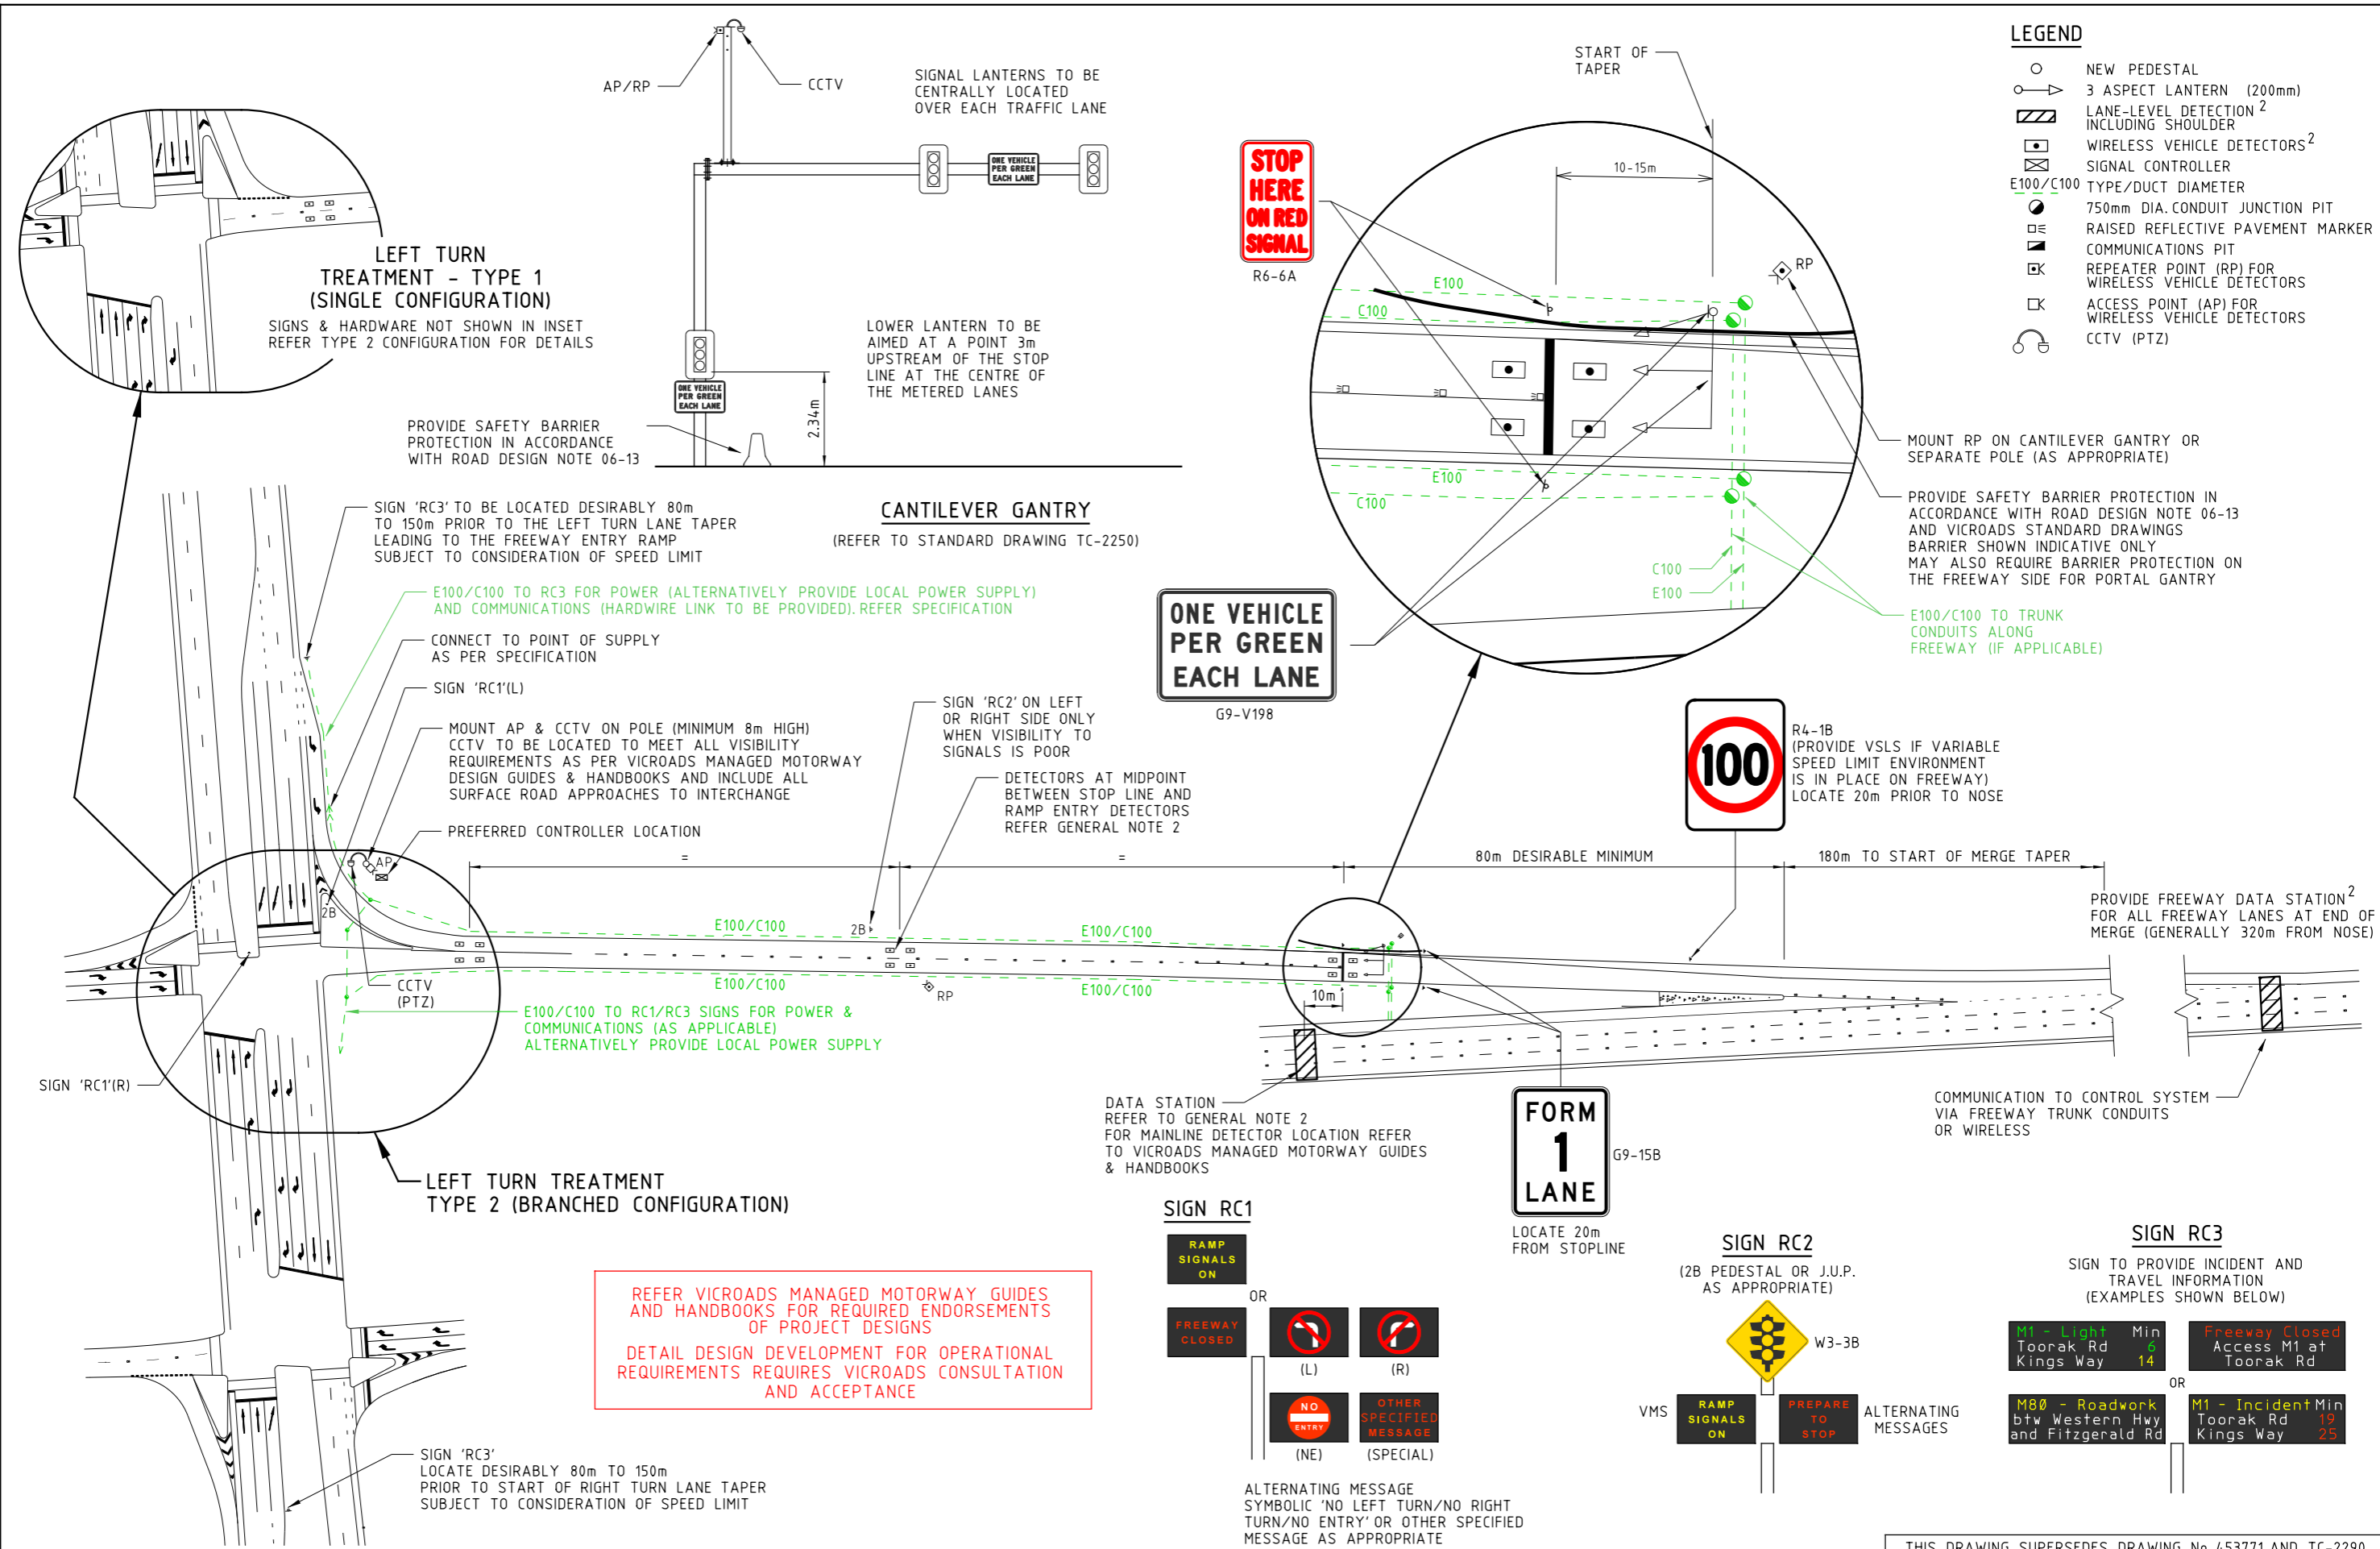 AP/RP
CCTV
SIGNAL LANTERNS TO BE
CENTRALLY LOCATED
OVER EACH TRAFFIC LANE
ONE VEHICLE
PER GREEN
EACH LANE
LEFT TURN
TREATMENT - TYPE 1
(SINGLE CONFIGURATION)
SIGNS & HARDWARE NOT SHOWN IN INSET
REFER TYPE 2 CONFIGURATION FOR DETAILS
LOWER LANTERN TO BE
AIMED AT A POINT 3m
UPSTREAM OF THE STOP
LINE AT THE CENTRE OF
THE METERED LANES
ONE VEHICLE
PER GREEN
EACH LANE
2.34m
PROVIDE SAFETY BARRIER
PROTECTION IN ACCORDANCE
WITH ROAD DESIGN NOTE 06-13
CANTILEVER GANTRY
(REFER TO STANDARD DRAWING TC-2250)
START OF
TAPER
10-15m
STOP
HERE
ON RED
SIGNAL
R6-6A
RP
E100
C100
E100
C100
C100
E100
LEGEND
NEW PEDESTAL
3 ASPECT LANTERN (200mm)
LANE-LEVEL DETECTION 2
INCLUDING SHOULDER
WIRELESS VEHICLE DETECTORS 2
SIGNAL CONTROLLER
E100/C100 TYPE/DUCT DIAMETER
750mm DIA. CONDUIT JUNCTION PIT
RAISED REFLECTIVE PAVEMENT MARKER
COMMUNICATIONS PIT
REPEATER POINT (RP) FOR
WIRELESS VEHICLE DETECTORS
ACCESS POINT (AP) FOR
WIRELESS VEHICLE DETECTORS
CCTV (PTZ)
MOUNT RP ON CANTILEVER GANTRY OR
SEPARATE POLE (AS APPROPRIATE)
PROVIDE SAFETY BARRIER PROTECTION IN
ACCORDANCE WITH ROAD DESIGN NOTE 06-13
AND VICROADS STANDARD DRAWINGS
BARRIER SHOWN INDICATIVE ONLY
MAY ALSO REQUIRE BARRIER PROTECTION ON
THE FREEWAY SIDE FOR PORTAL GANTRY
E100/C100 TO TRUNK
CONDUITS ALONG
FREEWAY (IF APPLICABLE)
SIGN 'RC3' TO BE LOCATED DESIRABLY 80m
TO 150m PRIOR TO THE LEFT TURN LANE TAPER
LEADING TO THE FREEWAY ENTRY RAMP
SUBJECT TO CONSIDERATION OF SPEED LIMIT
E100/C100 TO RC3 FOR POWER (ALTERNATIVELY PROVIDE LOCAL POWER SUPPLY)
AND COMMUNICATIONS (HARDWIRE LINK TO BE PROVIDED). REFER SPECIFICATION
CONNECT TO POINT OF SUPPLY
AS PER SPECIFICATION
SIGN 'RC1'(L)
MOUNT AP & CCTV ON POLE (MINIMUM 8m HIGH)
CCTV TO BE LOCATED TO MEET ALL VISIBILITY
REQUIREMENTS AS PER VICROADS MANAGED MOTORWAY
DESIGN GUIDES & HANDBOOKS AND INCLUDE ALL
SURFACE ROAD APPROACHES TO INTERCHANGE
PREFERRED CONTROLLER LOCATION
SIGN 'RC2' ON LEFT
OR RIGHT SIDE ONLY
WHEN VISIBILITY TO
SIGNALS IS POOR
DETECTORS AT MIDPOINT
BETWEEN STOP LINE AND
RAMP ENTRY DETECTORS
REFER GENERAL NOTE 2
ONE VEHICLE
PER GREEN
EACH LANE
G9-V198
100
R4-1B
(PROVIDE VSLS IF VARIABLE
SPEED LIMIT ENVIRONMENT
IS IN PLACE ON FREEWAY)
LOCATE 20m PRIOR TO NOSE
=
=
80m DESIRABLE MINIMUM
180m TO START OF MERGE TAPER
PROVIDE FREEWAY DATA STATION 2
FOR ALL FREEWAY LANES AT END OF
MERGE (GENERALLY 320m FROM NOSE)
AP
2B
CCTV
(PTZ)
E100/C100
2B
E100/C100
E100/C100
RP
E100/C100
10m
E100/C100 TO RC1/RC3 SIGNS FOR POWER &
COMMUNICATIONS (AS APPLICABLE)
ALTERNATIVELY PROVIDE LOCAL POWER SUPPLY
SIGN 'RC1'(R)
LEFT TURN TREATMENT
TYPE 2 (BRANCHED CONFIGURATION)
DATA STATION
REFER TO GENERAL NOTE 2
FOR MAINLINE DETECTOR LOCATION REFER
TO VICROADS MANAGED MOTORWAY GUIDES
& HANDBOOKS
FORM
1
LANE
G9-15B
LOCATE 20m
FROM STOPLINE
COMMUNICATION TO CONTROL SYSTEM
VIA FREEWAY TRUNK CONDUITS
OR WIRELESS
REFER VICROADS MANAGED MOTORWAY GUIDES
AND HANDBOOKS FOR REQUIRED ENDORSEMENTS
OF PROJECT DESIGNS
DETAIL DESIGN DEVELOPMENT FOR OPERATIONAL
REQUIREMENTS REQUIRES VICROADS CONSULTATION
AND ACCEPTANCE
SIGN 'RC3'
LOCATE DESIRABLY 80m TO 150m
PRIOR TO START OF RIGHT TURN LANE TAPER
SUBJECT TO CONSIDERATION OF SPEED LIMIT
SIGN RC1
RAMP
SIGNALS
ON
OR
FREEWAY
CLOSED
(L)
(R)
NO
ENTRY
(NE)
OTHER
SPECIFIED
MESSAGE
(SPECIAL)
ALTERNATING MESSAGE
SYMBOLIC 'NO LEFT TURN/NO RIGHT
TURN/NO ENTRY' OR OTHER SPECIFIED
MESSAGE AS APPROPRIATE
SIGN RC2
(2B PEDESTAL OR J.U.P.
AS APPROPRIATE)
W3-3B
VMS
RAMP
SIGNALS
ON
PREPARE
TO
STOP
ALTERNATING
MESSAGES
SIGN RC3
SIGN TO PROVIDE INCIDENT AND
TRAVEL INFORMATION
(EXAMPLES SHOWN BELOW)
M1 - Light Min
Toorak Rd 6
Kings Way 14
Freeway Closed
Access M1 at
Toorak Rd
OR
M80 - Roadwork
btw Western Hwy
and Fitzgerald Rd
M1 - Incident Min
Toorak Rd 19
Kings Way 25
THIS DRAWING SUPERSEDES DRAWING No 453771 AND TC-2290